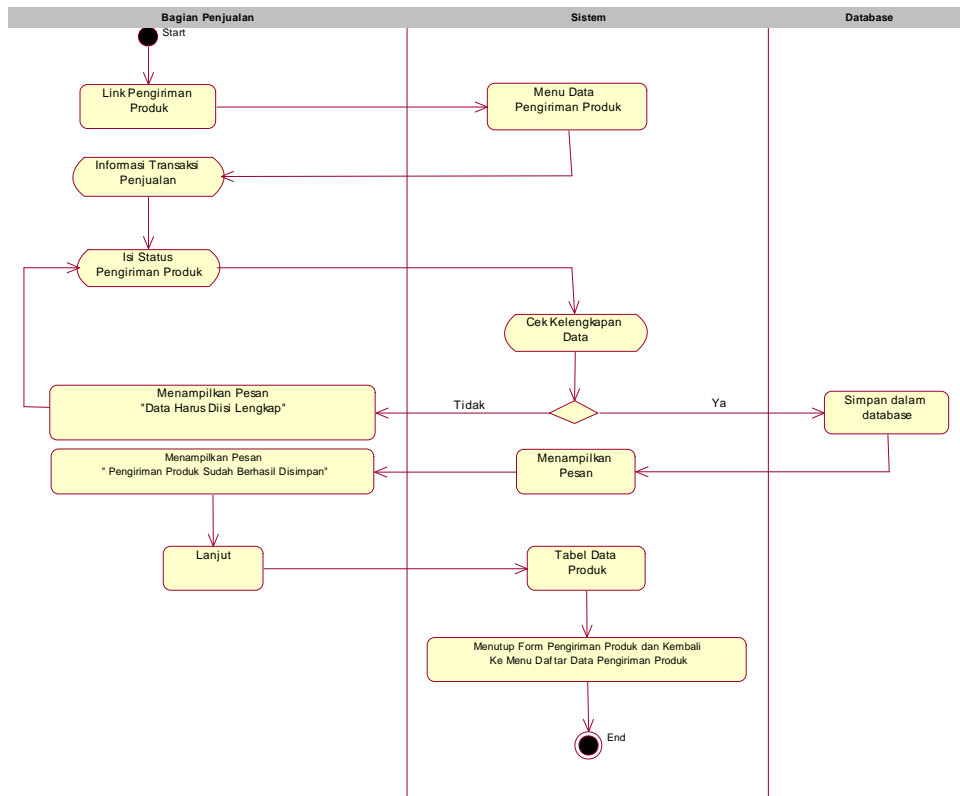 Bagian Penjualan
Sistem
Database
Start
Link Pengiriman
Produk
Menu Data
Pengiriman Produk
Informasi Transaksi
Penjualan
Isi Status
Pengiriman Produk
Cek Kelengkapan
Data
Menampilkan Pesan
"Data Harus Diisi Lengkap"
Tidak
Ya
Simpan dalam
database
Menampilkan Pesan
" Pengiriman Produk Sudah Berhasil Disimpan"
Menampilkan
Pesan
Lanjut
Tabel Data
Produk
Menutup Form Pengiriman Produk dan Kembali
Ke Menu Daftar Data Pengiriman Produk
End